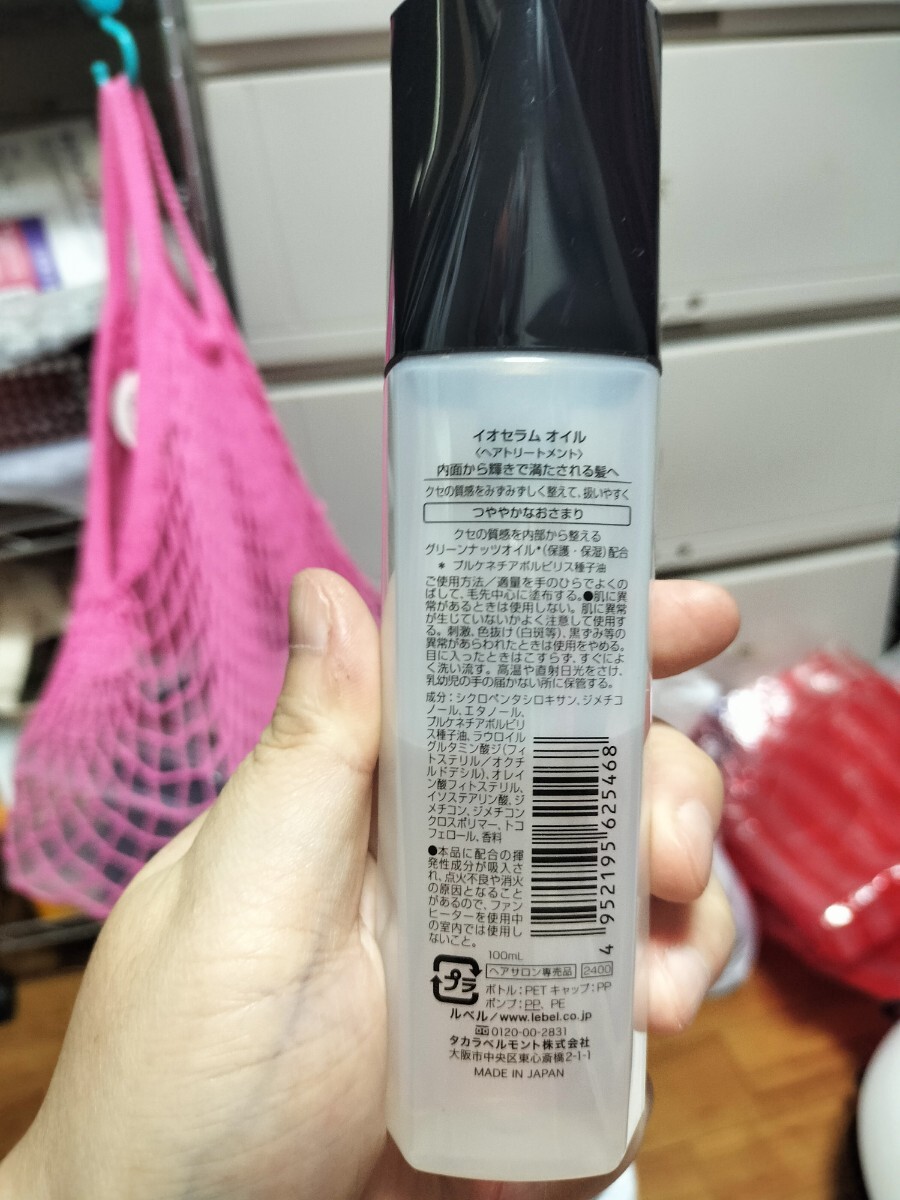 イオセラム オイル
〈ヘアトリートメント〉
内面から輝きで満たされる髪へ
クセの質感をみずみずしく整えて、扱いやすく
つややかなおさまり
クセの質感を内部から整える
グリーンナッツオイル*(保護・保湿)配合
* プルケネチアボルビリス種子油
ご使用方法/適量を手のひらでよくの
ばして、毛先中心に塗布する。●肌に異
常があるときは使用しない。肌に異常
が生じていないかよく注意して使用す
る。刺激、色抜け(白斑等)、黒ずみ等の
異常があらわれたときは使用をやめる。
目に入ったときはこすらず、すぐによ
く洗い流す。高温や直射日光をさけ、
乳幼児の手の届かない所に保管する。
成分:シクロペンタシロキサン、ジメチコ
ノール、エタノール、
プルケネチアボルビリ
ス種子油、ラウロイル
グルタミン酸ジ(フィ
トステリル/オクチ
ルドデシル)、オレイ
ン酸フィトステリル、
イソステアリン酸、ジ
メチコン、ジメチコン
クロスポリマー、トコ
フェロール、香料
●本品に配合の揮
発性成分が吸入さ
れ、点火不良や消火
の原因となること
があるので、ファン
ヒーターを使用中
の室内では使用し
ないこと。
4 952195 625468
100mL
プラ
ヘアサロン専売品 2400
ボトル:PET キャップ:PP
ポンプ:PP、PE
ルベル/www.lebel.co.jp
0120-00-2831
タカラベルモント株式会社
大阪市中央区東心斎橋2-1-1
MADE IN JAPAN